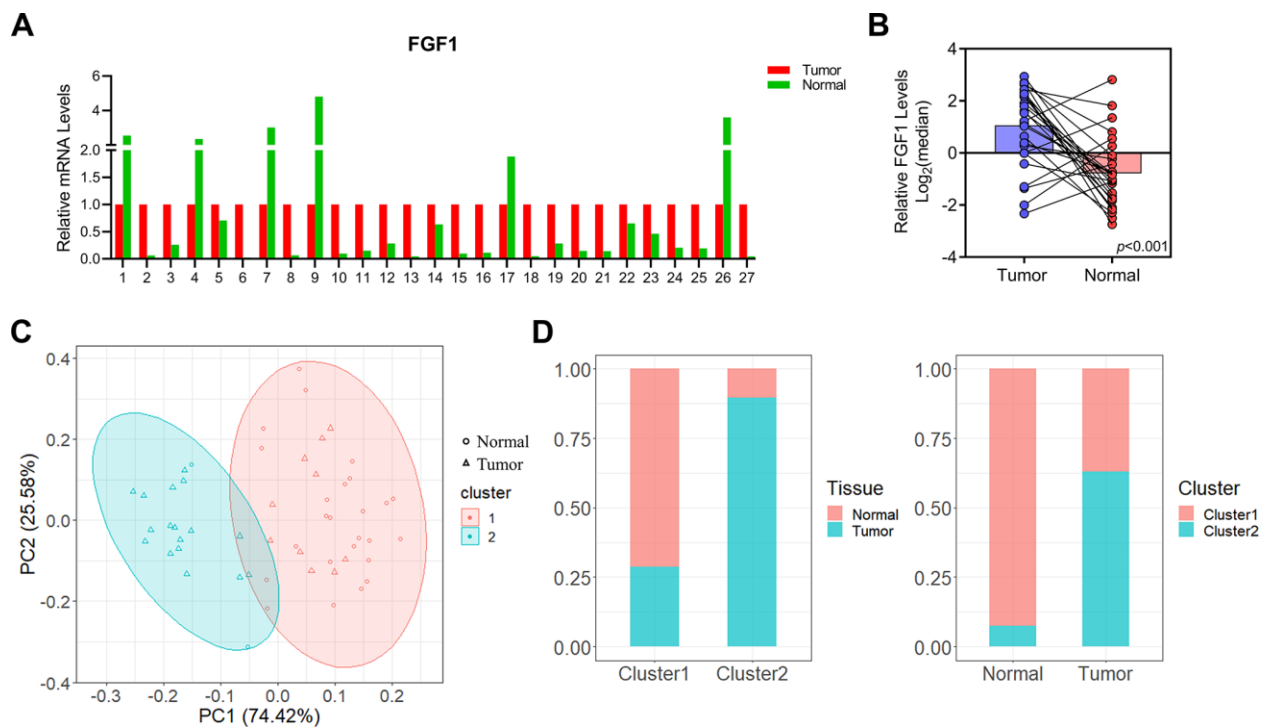 A
FGF1
Relative mRNA Levels
6
4
2.0
1.5
1.0
0.5
0.0
1 2 3 4 5 6 7 8 9 10 11 12 13 14 15 16 17 18 19 20 21 22 23 24 25 26 27
Tumor
Normal
B
Relative FGF1 Levels
Log2(median)
4
2
0
-2
-4
p<0.001
Tumor Normal
C
PC2 (25.58%)
0.4
0.2
0.0
-0.2
-0.4
-0.3 -0.2 -0.1 0.0 0.1 0.2
PC1 (74.42%)
Normal
Tumor
cluster
1
2
D
1.00
0.75
0.50
0.25
0.00
Cluster1 Cluster2
Tissue
Normal
Tumor
1.00
0.75
0.50
0.25
0.00
Normal Tumor
Cluster
Cluster1
Cluster2